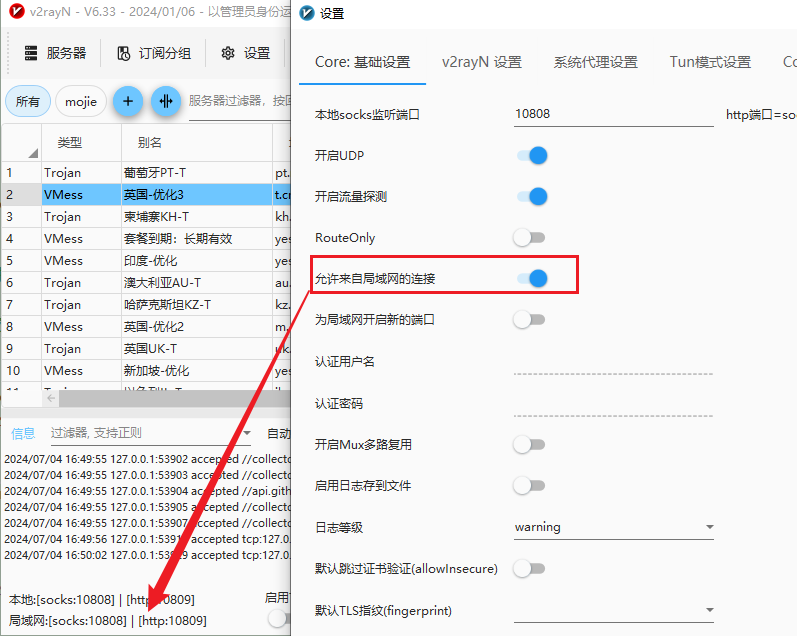 v2rayN - V6.33 - 2024/01/06 - 以管理员身份运
服务器
订阅分组
设置
所有
mojie
服务器过滤器，按回
类型
别名
1
Trojan
葡萄牙PT-T
pt.
2
VMess
英国-优化3
t.cn
3
Trojan
柬埔寨KH-T
kh.
4
VMess
套餐到期：长期有效
yes
5
VMess
印度-优化
yes
6
Trojan
澳大利亚AU-T
au.
7
Trojan
哈萨克斯坦KZ-T
kz.
8
VMess
英国-优化2
m.
9
Trojan
英国UK-T
uk.
10
VMess
新加坡-优化
yes
信息
过滤器, 支持正则
自动
2024/07/04 16:49:55 127.0.0.1:53902 accepted //collecto
2024/07/04 16:49:55 127.0.0.1:53903 accepted //collecto
2024/07/04 16:49:55 127.0.0.1:53904 accepted //api.gith
2024/07/04 16:49:55 127.0.0.1:53905 accepted //collecto
2024/07/04 16:49:55 127.0.0.1:53907 accepted //collecto
2024/07/04 16:49:56 127.0.0.1:5391 accepted tcp:127.0.
2024/07/04 16:50:02 127.0.0.1:53 29 accepted tcp:127.0.
本地:[socks:10808] | [http:10809]
启用
局域网:[socks:10808] | [http:10809]
设置
Core: 基础设置
v2rayN 设置
系统代理设置
Tun模式设置
Co
本地socks监听端口
10808
http端口=so
开启UDP
开启流量探测
RouteOnly
允许来自局域网的连接
为局域网开启新的端口
认证用户名
认证密码
开启Mux多路复用
启用日志存到文件
日志等级
warning
默认跳过证书验证(allowInsecure)
默认TLS指纹(fingerprint)